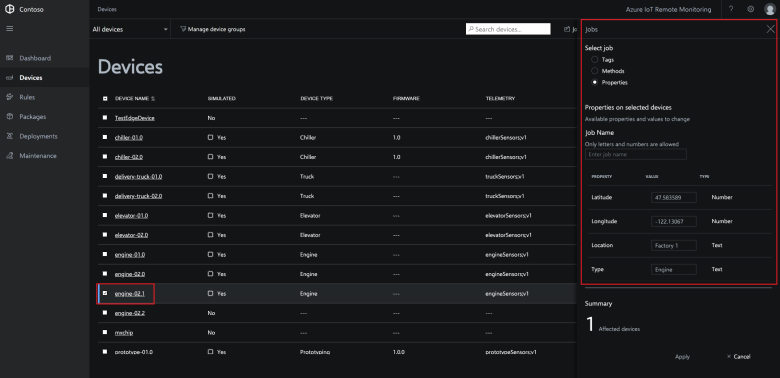 Contoso
Devices
Azure IoT Remote Monitoring
?
All devices
Manage device groups
Search devices...
Jo
Dashboard
Devices
Rules
Packages
Deployments
Maintenance
Devices
DEVICE NAME SIMULATED DEVICE TYPE FIRMWARE TELEMETRY
TestEdgeDevice No --- --- ---
chiller-01.0 Yes Chiller 1.0 chillerSensors;v1
chiller-02.0 Yes Chiller 1.0 chillerSensors;v1
delivery-truck-01.0 Yes Truck --- truckSensors;v1
delivery-truck-02.0 Yes Truck --- truckSensors;v1
elevator-01.0 Yes Elevator --- elevatorSensors;v1
elevator-02.0 Yes Elevator --- elevatorSensors;v1
engine-01.0 Yes Engine --- engineSensors;v1
engine-02.0 Yes Engine --- engineSensors;v1
engine-02.1 Yes Engine --- engineSensors;v1
engine-02.2 No --- --- ---
mxchip No --- --- ---
prototype-01.0 Yes Prototyping 1.0.0 prototypeSensors;v1
Jobs
Select job
Tags
Methods
Properties
Properties on selected devices
Available properties and values to change
Job Name
Only letters and numbers are allowed
Enter job name
PROPERTY VALUE TYPE
Latitude 47.583589 Number
Longitude -122.13067 Number
Location Factory 1 Text
Type Engine Text
Summary
1 Affected devices
Apply × Cancel